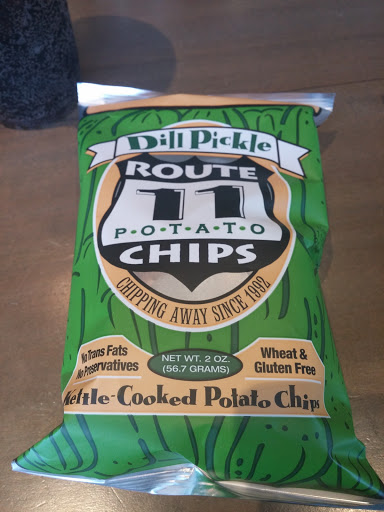 Dill Pickle
ROUTE
11
P·O·T·A·T·O
CHIPS
CHIPPING AWAY SINCE 1992
No Trans Fats
No Preservatives
NET WT. 2 OZ.
(56.7 GRAMS)
Wheat &
Gluten Free
Kettle-Cooked Potato Chips